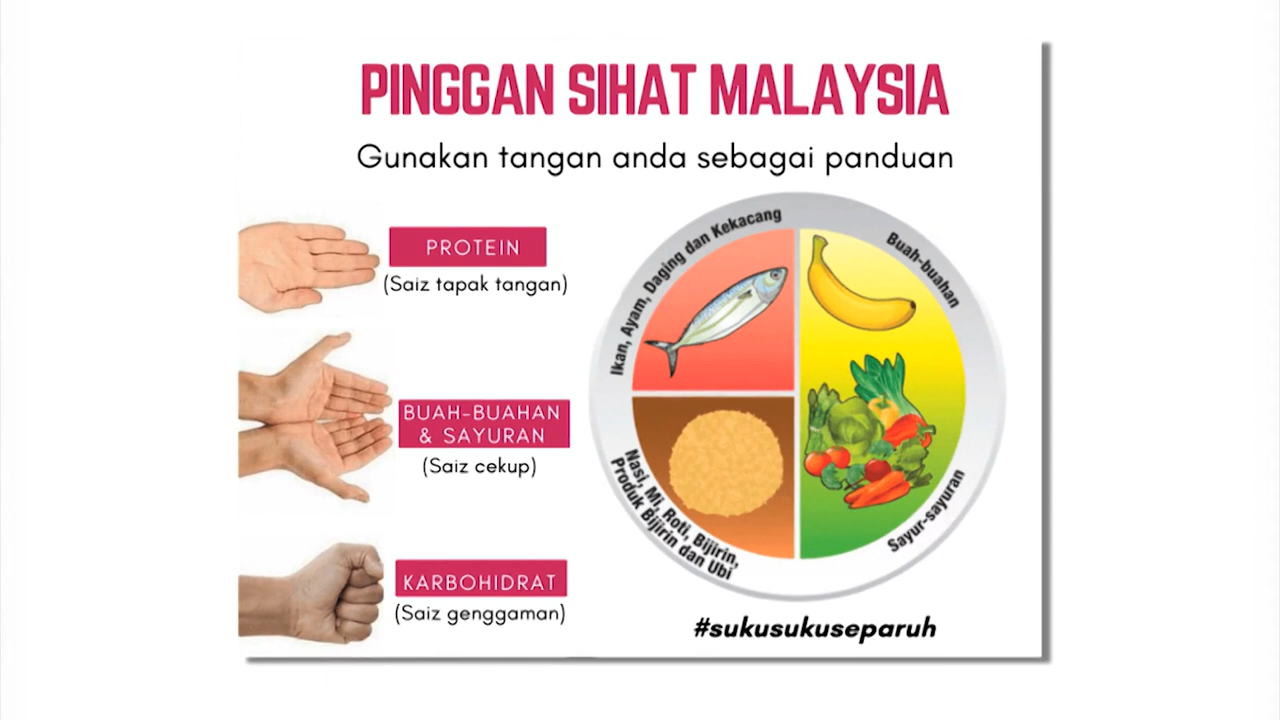 PINGGAN SIHAT MALAYSIA
Gunakan tangan anda sebagai panduan
PROTEIN
(Saiz tapak tangan)
BUAH-BUAHAN
& SAYURAN
(Saiz cekup)
KARBOHIDRAT
(Saiz genggaman)
Ikan, Ayam, Daging dan Kekacang
Buah-buahan
Nasi, Mi, Roti, Bijirin,
Produk Bijirin dan Ubi
Sayur-sayuran
#sukusukuseparuh